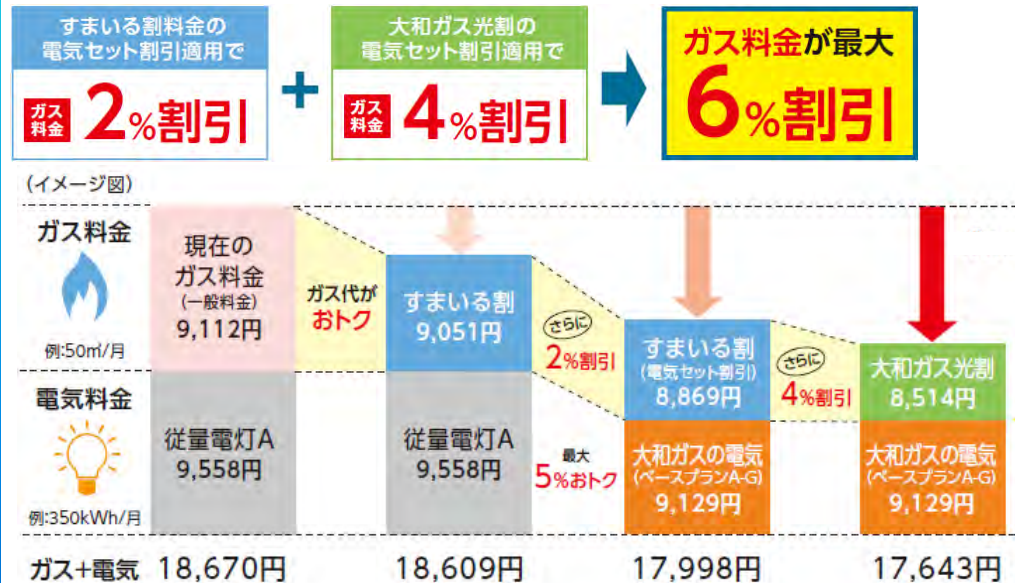 すまいる割料金の
電気セット割引適用で
ガス
料金
2%割引
+
大和ガス光割の
電気セット割引適用で
ガス
料金
4%割引
ガス料金が最大
6%割引
(イメージ図)
ガス料金
例:50㎥/月
現在の
ガス料金
(一般料金)
9,112円
ガス代が
おトク
すまいる割
9,051円
さらに
2%割引
すまいる割
(電気セット割引)
8,869円
さらに
4%割引
大和ガス光割
8,514円
電気料金
例:350kWh/月
従量電灯A
9,558円
従量電灯A
9,558円
最大
5%おトク
大和ガスの電気
(ベースプランA-G)
9,129円
大和ガスの電気
(ベースプランA-G)
9,129円
ガス+電気 18,670円 18,609円 17,998円 17,643円